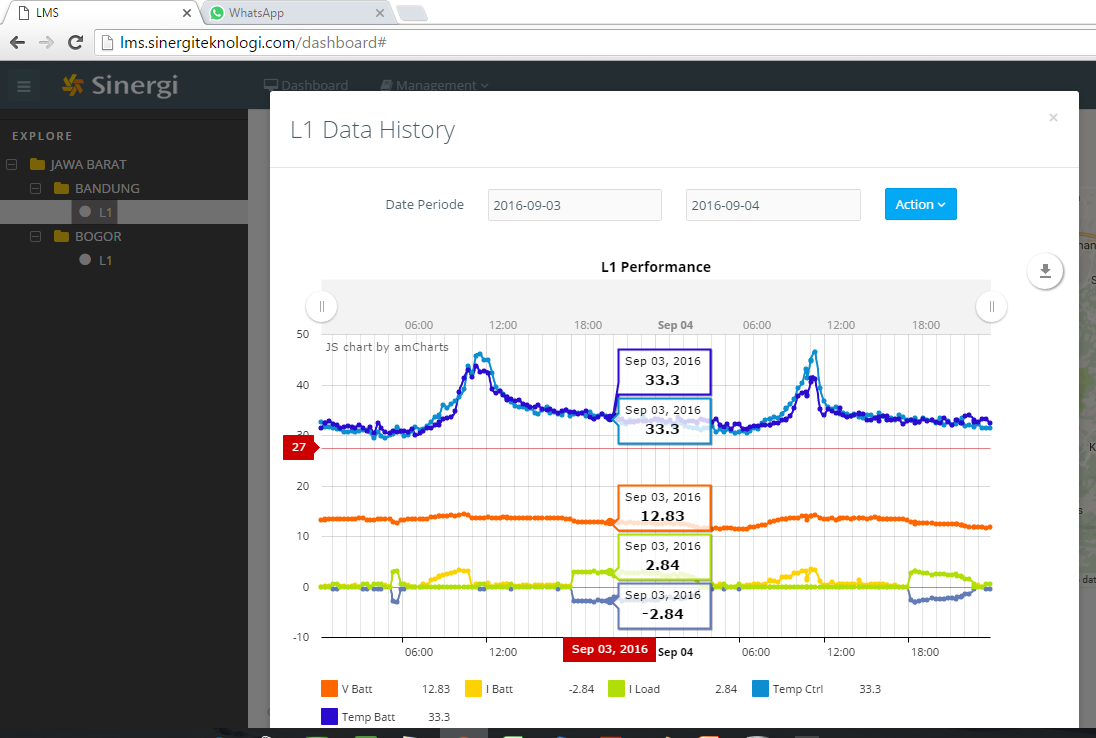 LMS
WhatsApp
lms.sinergiteknologi.com/dashboard#
Sinergi
Dashboard
Management
EXPLORE
JAWA BARAT
BANDUNG
L1
BOGOR
L1
L1 Data History
×
Date Periode
2016-09-03
2016-09-04
Action
L1 Performance
06:00 12:00 18:00 Sep 04 06:00 12:00 18:00
JS chart by amCharts
50
40
30
27
20
10
0
-10
Sep 03, 2016
33.3
Sep 03, 2016
33.3
Sep 03, 2016
12.83
Sep 03, 2016
2.84
Sep 03, 2016
-2.84
06:00 12:00 Sep 03, 2016 Sep 04 06:00 12:00 18:00
V Batt 12.83 I Batt -2.84 I Load 2.84 Temp Ctrl 33.3
Temp Batt 33.3